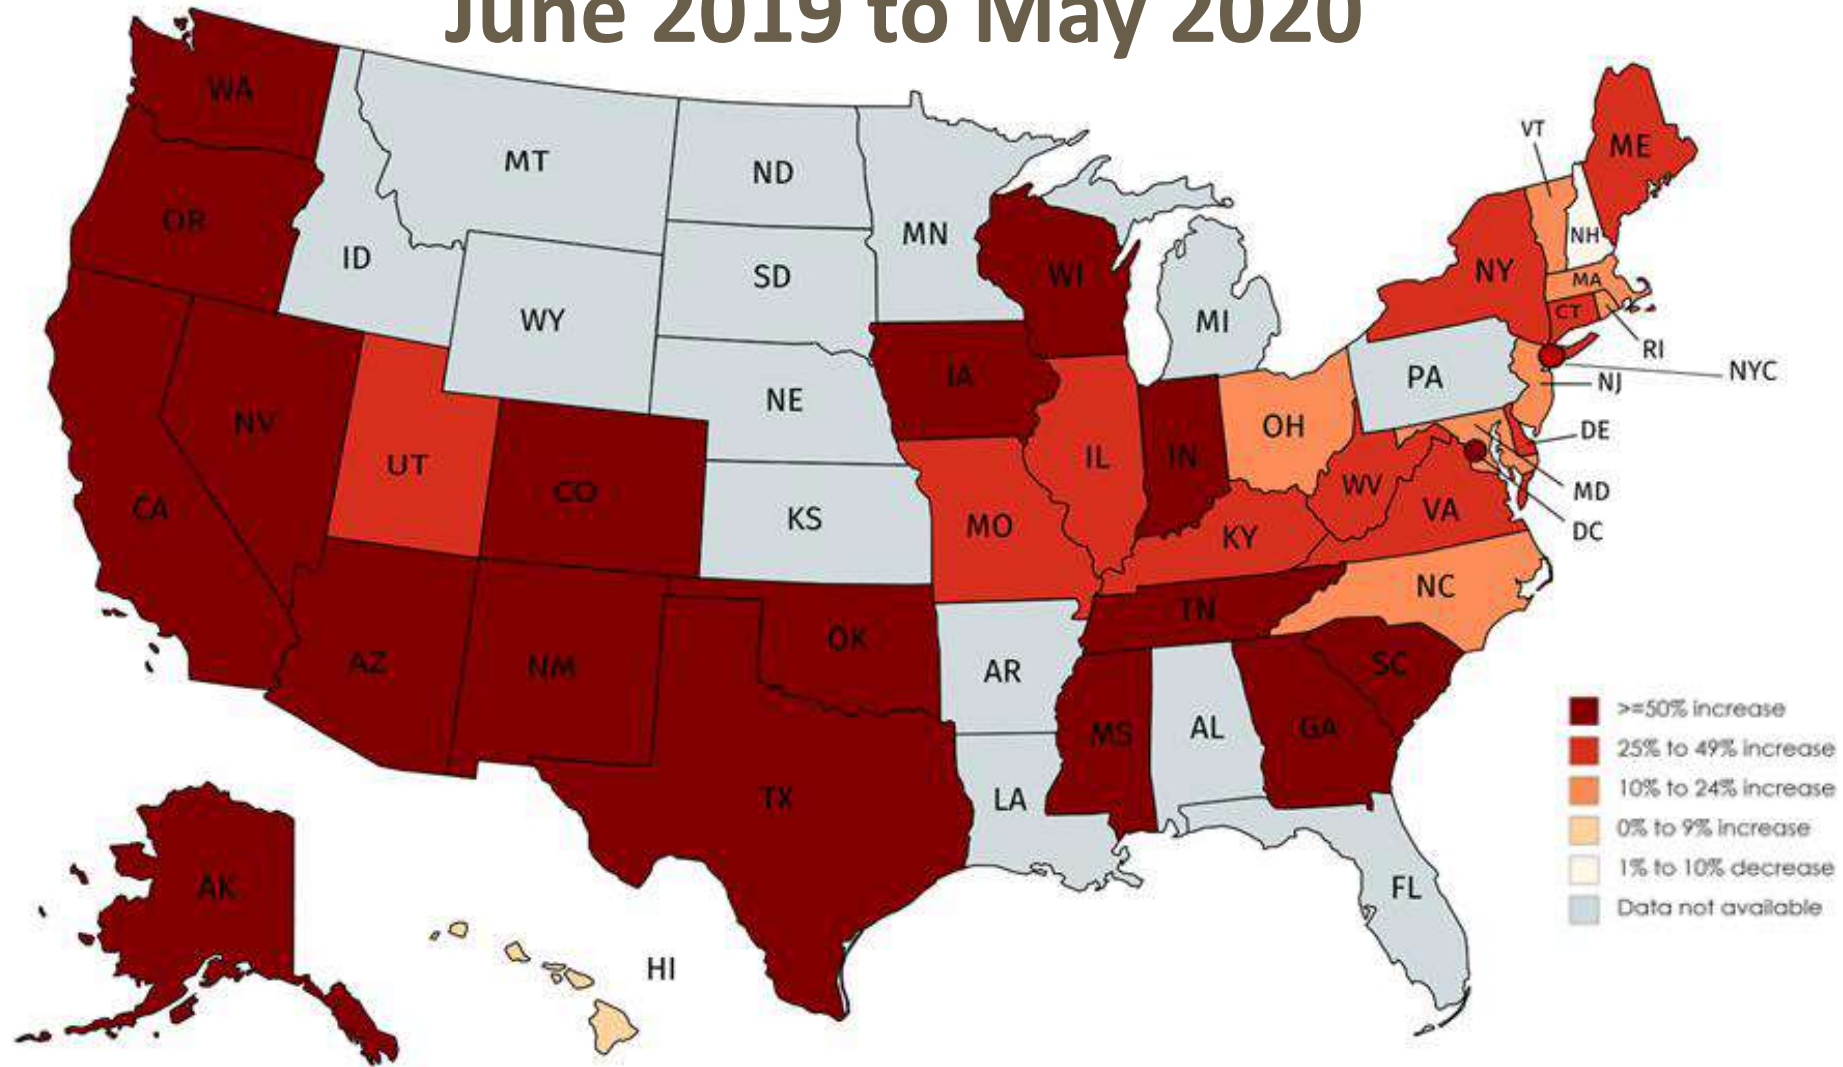 June 2019 to May 2020
WA
MT
ND
MN
VT
ME
OR
ID
SD
WI
NH
NY
MA
WY
MI
CT
RI
NYC
IA
PA
NJ
NE
NV
OH
DE
UT
IL
IN
CO
WV
MD
CA
KS
MO
KY
VA
DC
NC
TN
OK
AZ
NM
AR
SC
MS
AL
GA
TX
LA
AK
FL
HI
>=50% increase
25% to 49% increase
10% to 24% increase
0% to 9% increase
1% to 10% decrease
Data not available